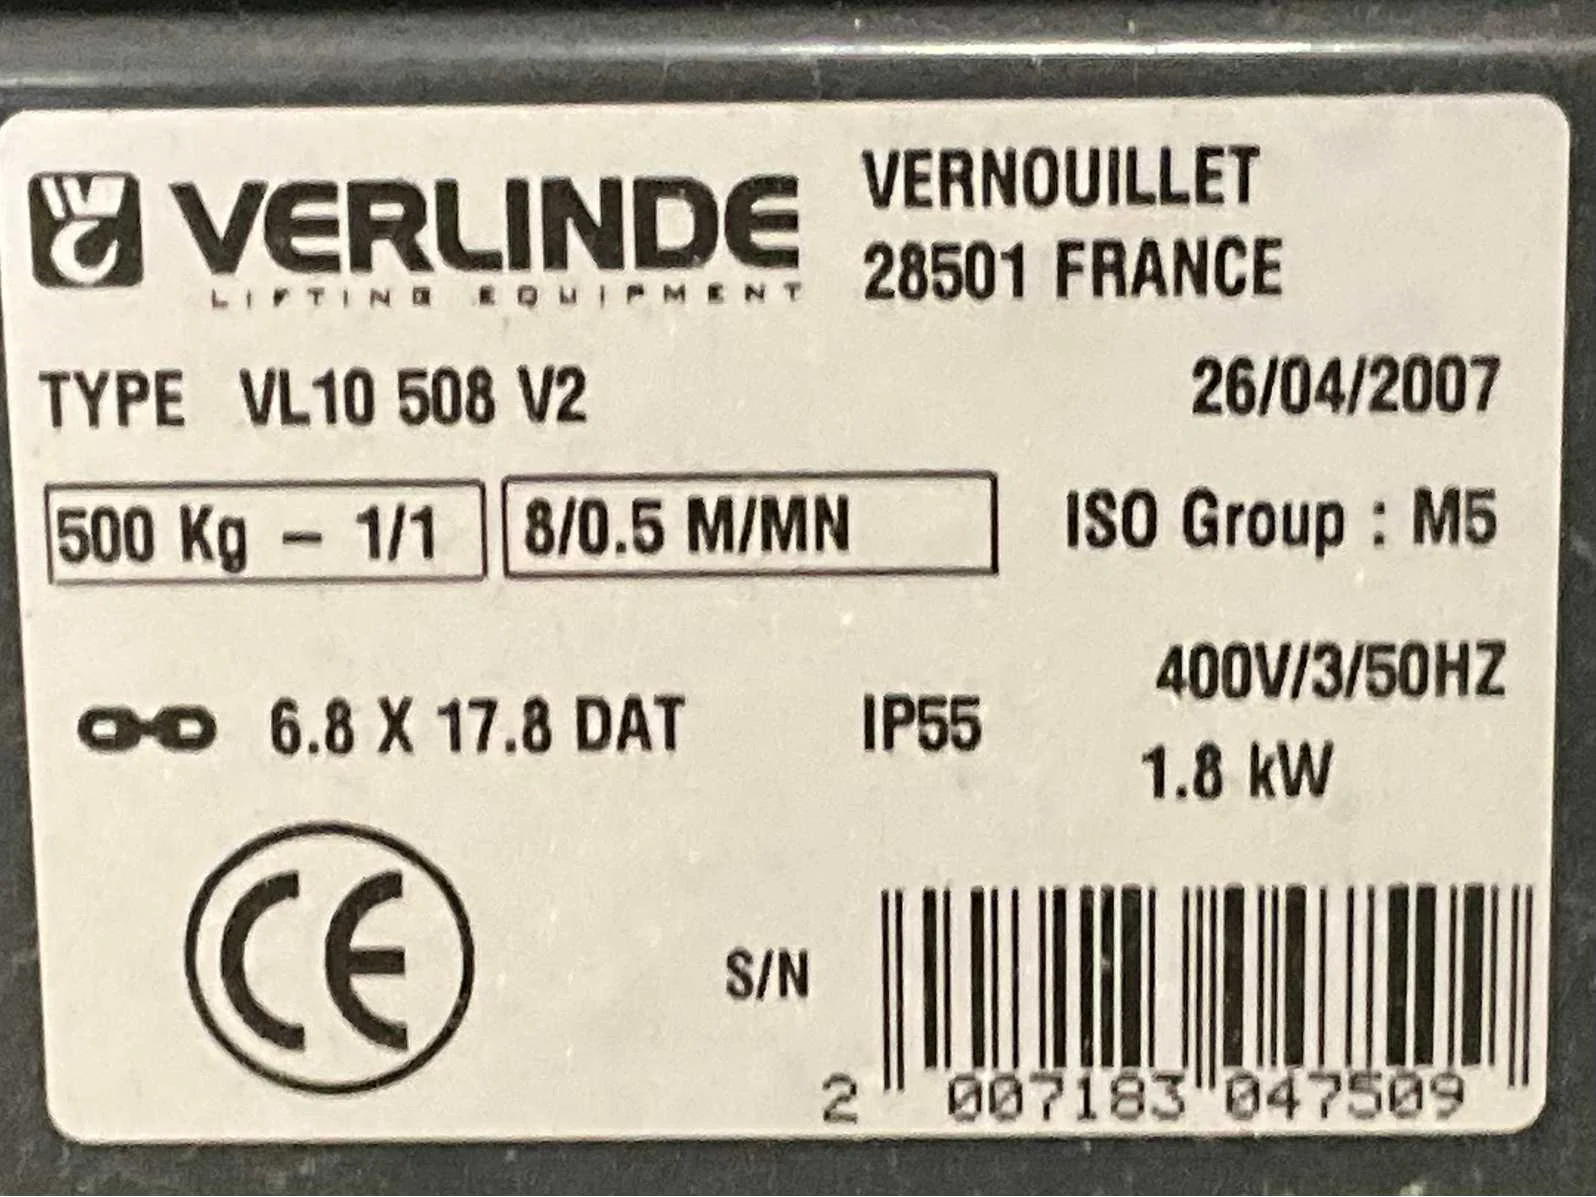 VERLINDE
LIFTING EQUIPMENT
VERNOUILLET
28501 FRANCE
TYPE VL10 508 V2
26/04/2007
500 Kg – 1/1
8/0.5 M/MN
ISO Group : M5
6.8 X 17.8 DAT
IP55
400V/3/50HZ
1.8 kW
CE
S/N
2 007183 047509